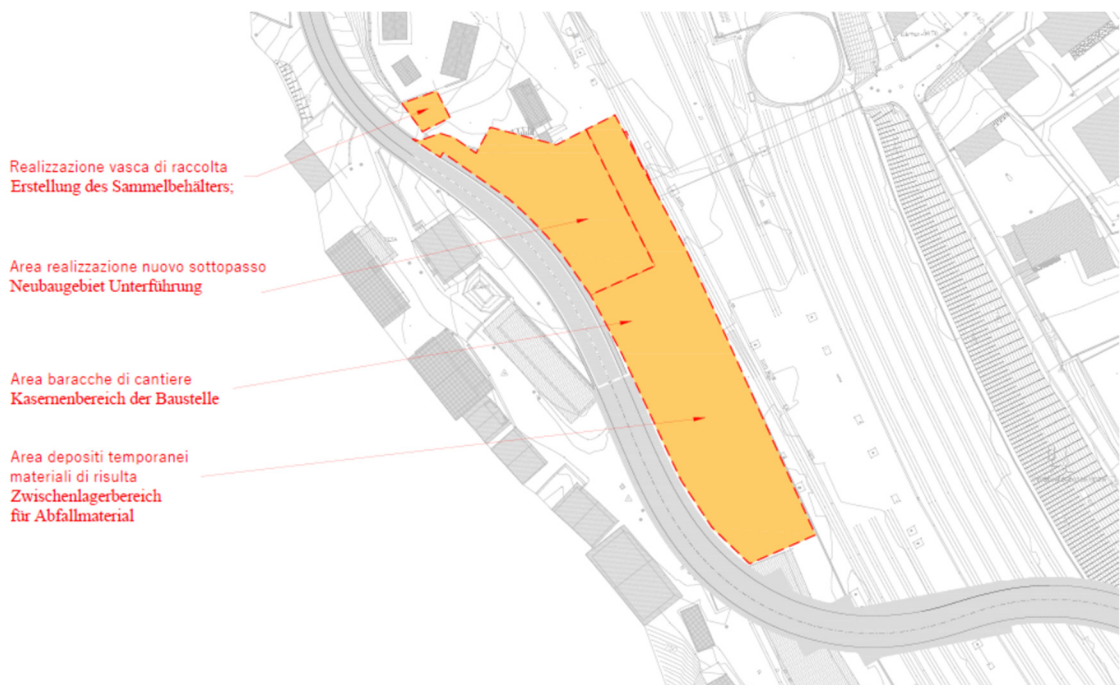 Realizzazione vasca di raccolta
Erstellung des Sammelbehälters;
Area realizzazione nuovo sottopasso
Neubaugebiet Unterführung
Area baracche di cantiere
Kasernenbereich der Baustelle
Area depositi temporanei
materiali di risulta
Zwischenlagerbereich
für Abfallmaterial